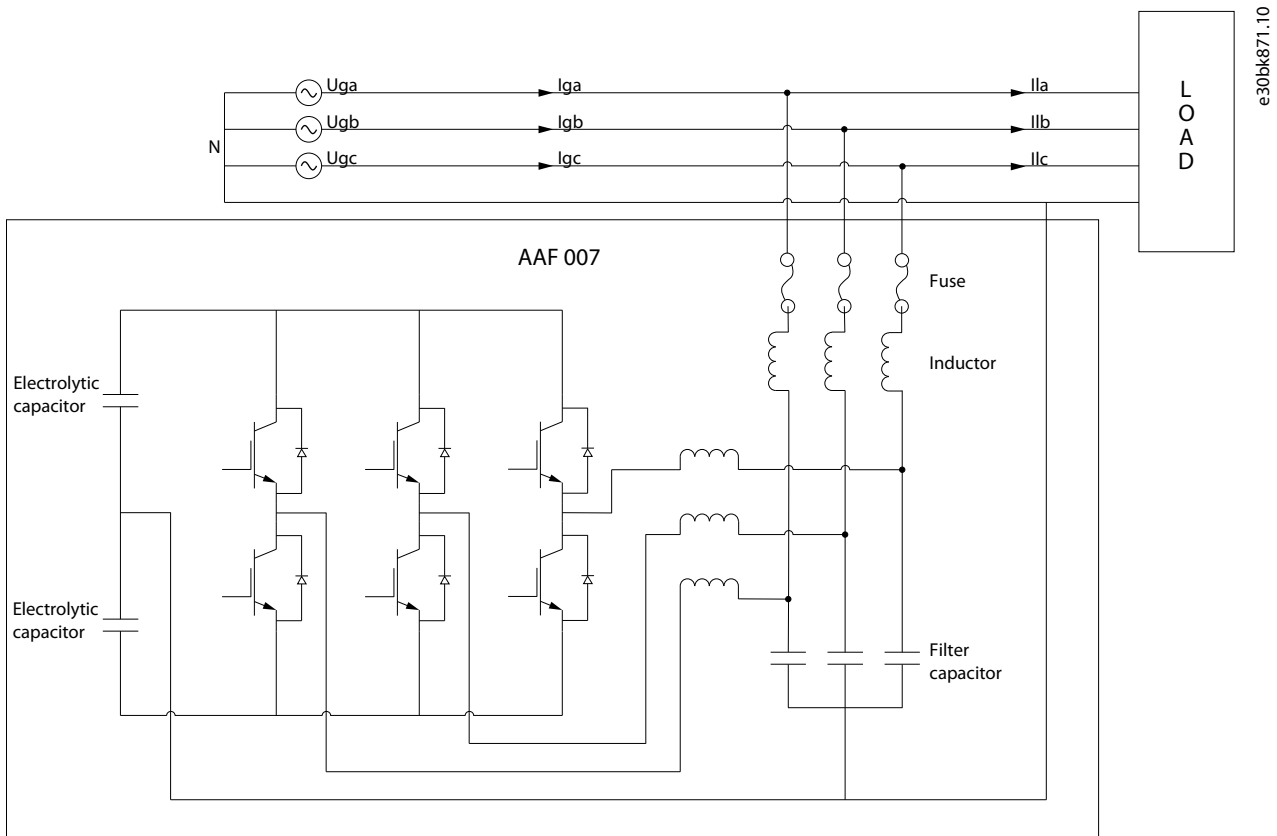 e30bk871.10
Uga
Iga
Ila
Ugb
Igb
Ilb
N
Ugc
Igc
Ilc
L
O
A
D
AAF 007
Fuse
Inductor
Electrolytic
capacitor
Electrolytic
capacitor
Filter
capacitor